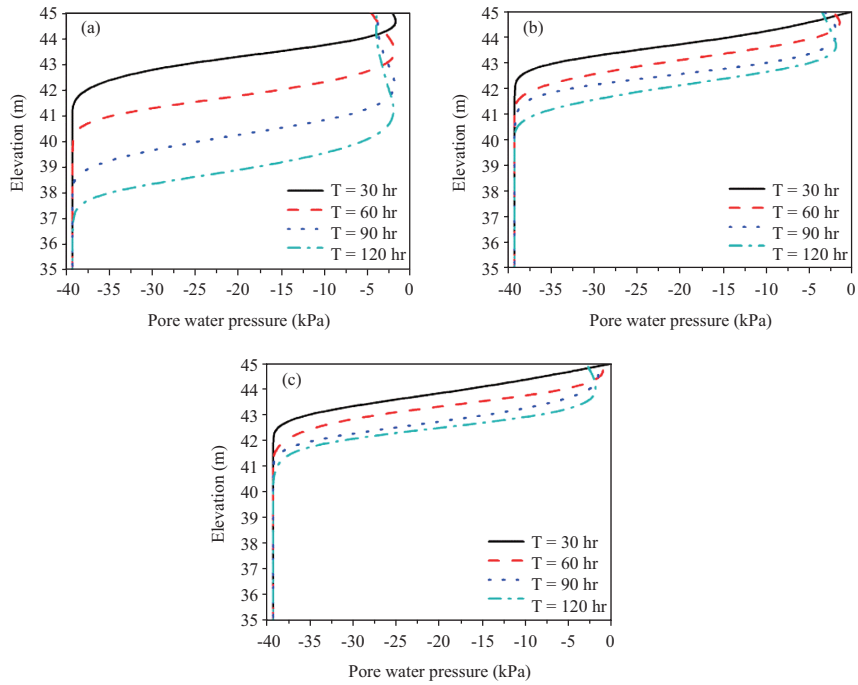 (a)
45
44
43
42
41
40
39
38
37
36
35
Elevation (m)
T = 30 hr
T = 60 hr
T = 90 hr
T = 120 hr
-40 -35 -30 -25 -20 -15 -10 -5 0
Pore water pressure (kPa)
(b)
45
44
43
42
41
40
39
38
37
36
35
Elevation (m)
T = 30 hr
T = 60 hr
T = 90 hr
T = 120 hr
-40 -35 -30 -25 -20 -15 -10 -5 0
Pore water pressure (kPa)
(c)
45
44
43
42
41
40
39
38
37
36
35
Elevation (m)
T = 30 hr
T = 60 hr
T = 90 hr
T = 120 hr
-40 -35 -30 -25 -20 -15 -10 -5 0
Pore water pressure (kPa)